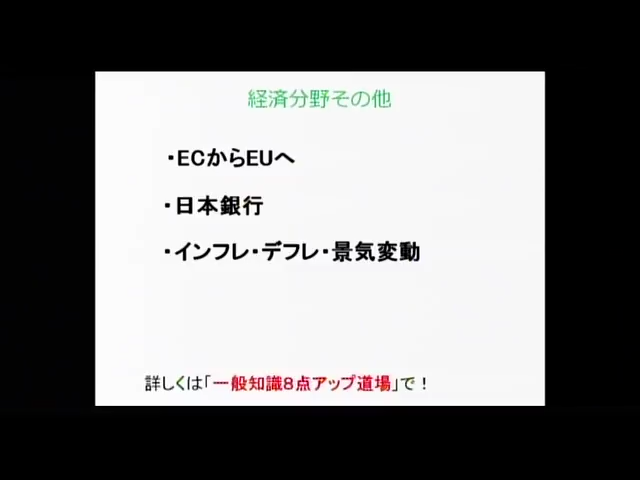 経済分野その他
・ECからEUへ
・日本銀行
・インフレ・デフレ・景気変動
詳しくは「一般知識８点アップ道場」で！